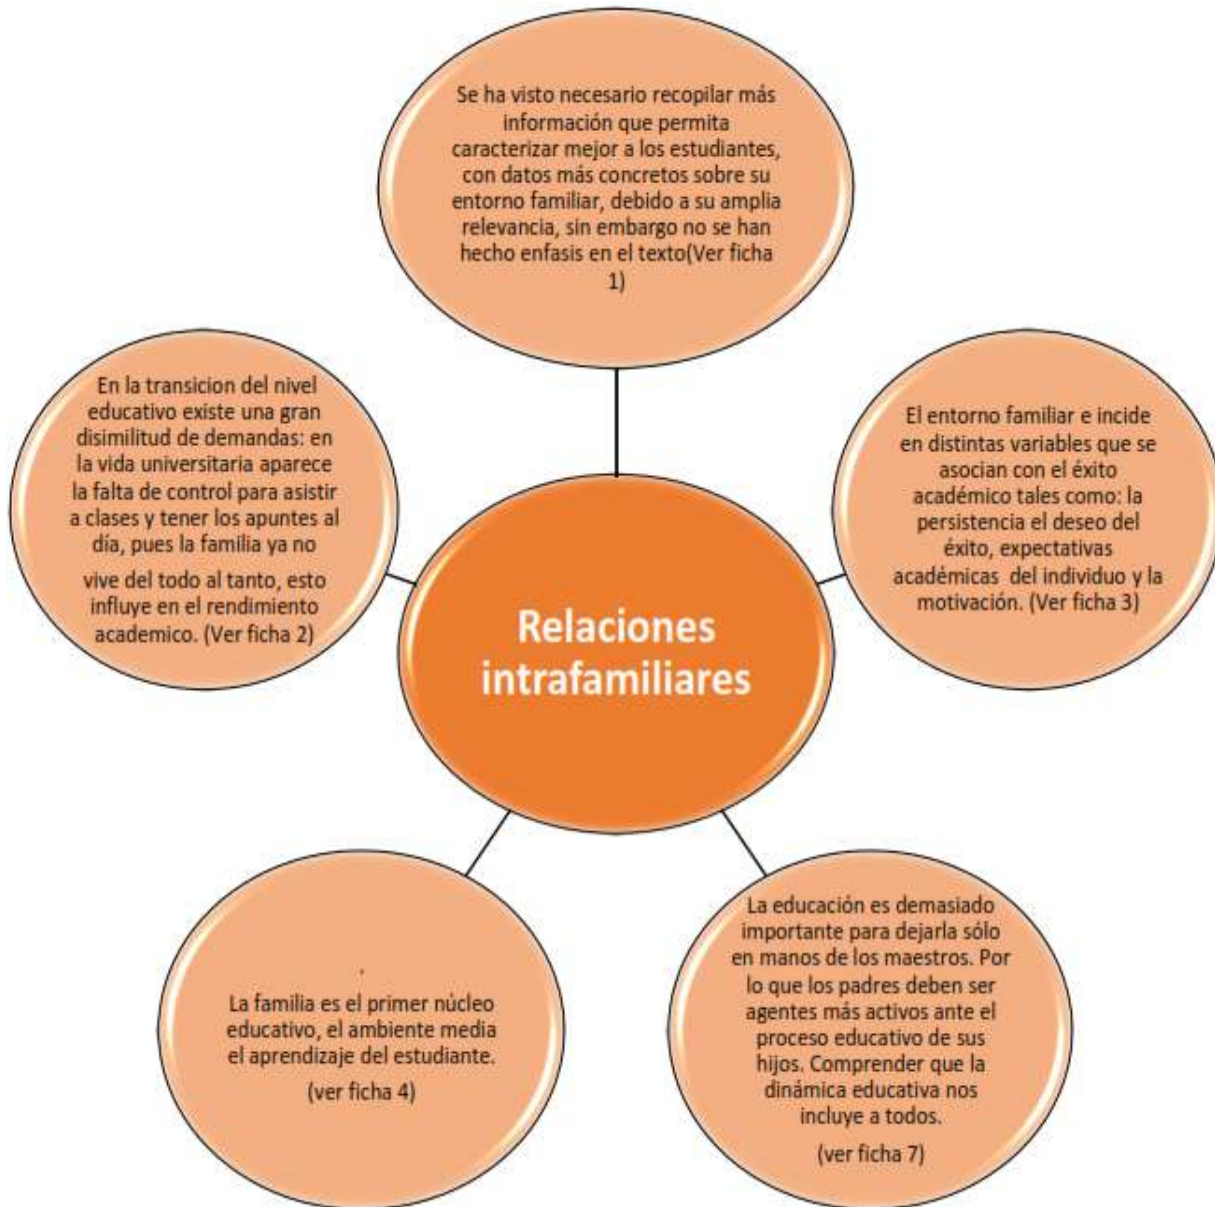 Se ha visto necesario recopilar más
información que permita
caracterizar mejor a los estudiantes,
con datos más concretos sobre su
entorno familiar, debido a su amplia
relevancia, sin embargo no se han
hecho enfasis en el texto(Ver ficha
1)
En la transicion del nivel
educativo existe una gran
disimilitud de demandas: en
la vida universitaria aparece
la falta de control para asistir
a clases y tener los apuntes al
día, pues la familia ya no
vive del todo al tanto, esto
influye en el rendimiento
academico. (Ver ficha 2)
El entorno familiar e incide
en distintas variables que se
asocian con el éxito
académico tales como: la
persistencia el deseo del
éxito, expectativas
académicas del individuo y la
motivación. (Ver ficha 3)
Relaciones
intrafamiliares
.
La familia es el primer núcleo
educativo, el ambiente media
el aprendizaje del estudiante.
(ver ficha 4)
La educación es demasiado
importante para dejarla sólo
en manos de los maestros. Por
lo que los padres deben ser
agentes más activos ante el
proceso educativo de sus
hijos. Comprender que la
dinámica educativa nos
incluye a todos.
(ver ficha 7)